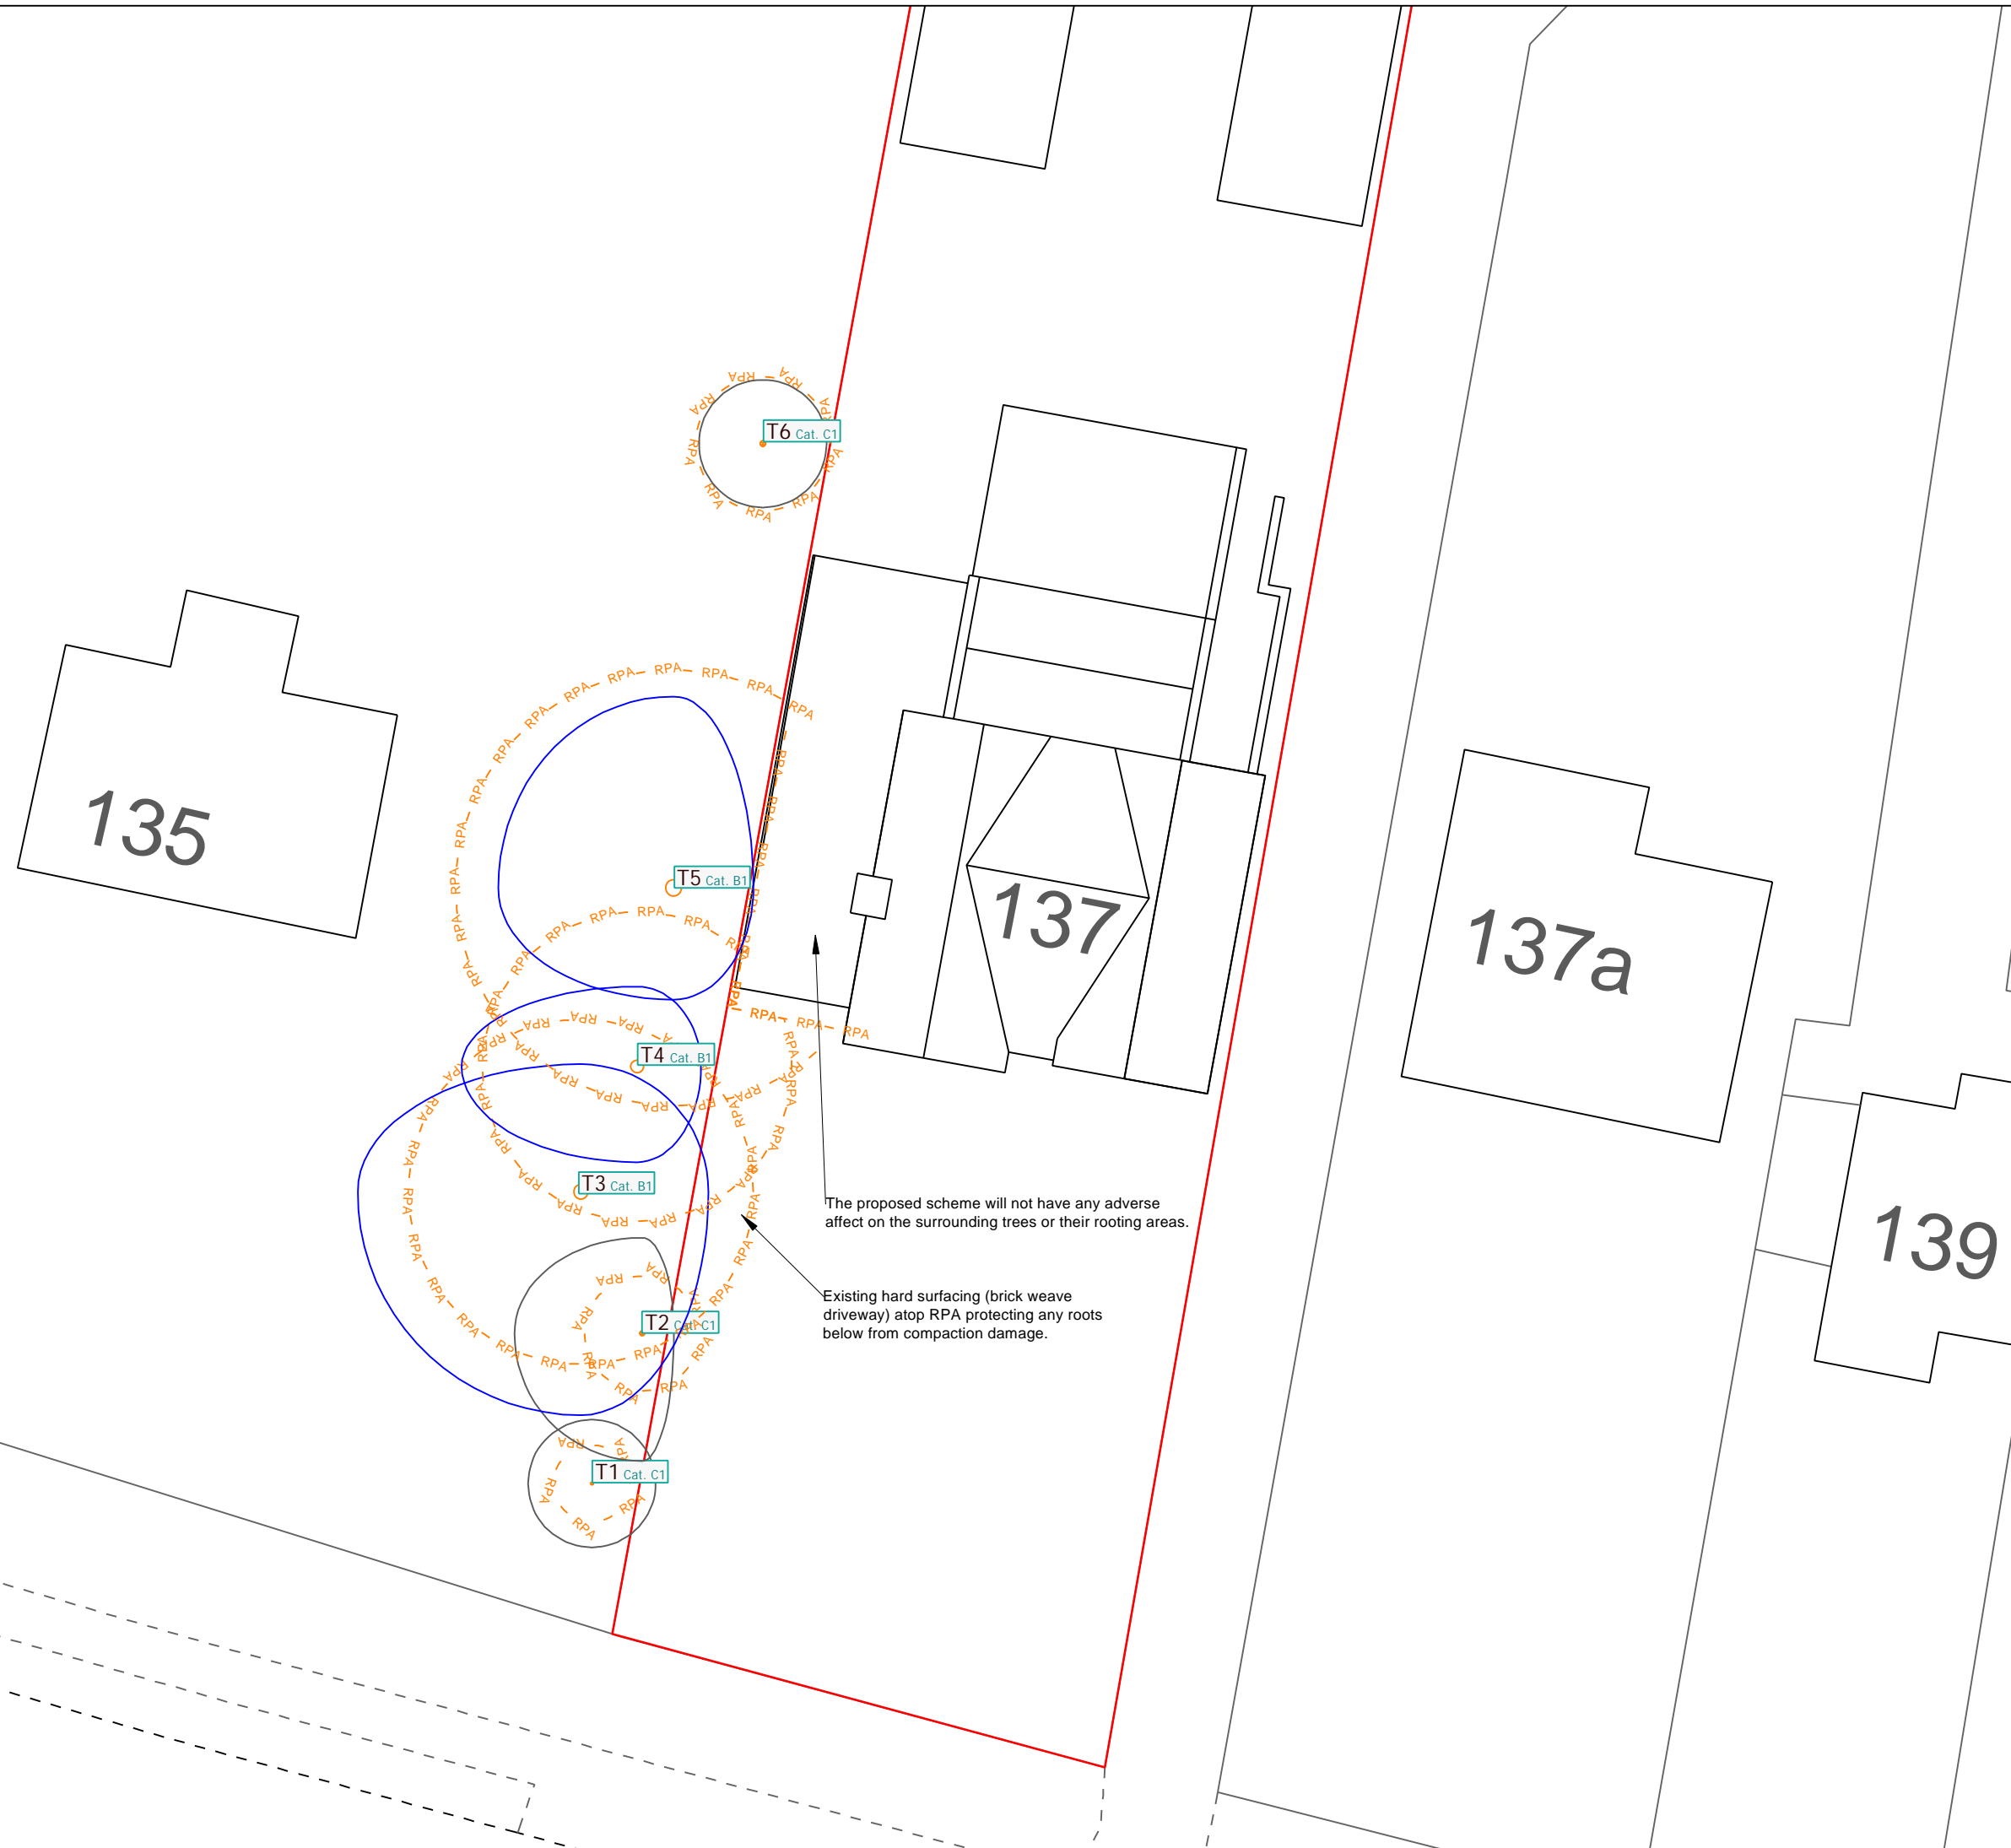 T6 Cat. C1
135
T5 Cat. B1
137
137a
T4 Cat. B1
T3 Cat. B1
The proposed scheme will not have any adverse
affect on the surrounding trees or their rooting areas.
139
Existing hard surfacing (brick weave
driveway) atop RPA protecting any roots
below from compaction damage.
T2 Cat. C1
T1 Cat. C1
RPA